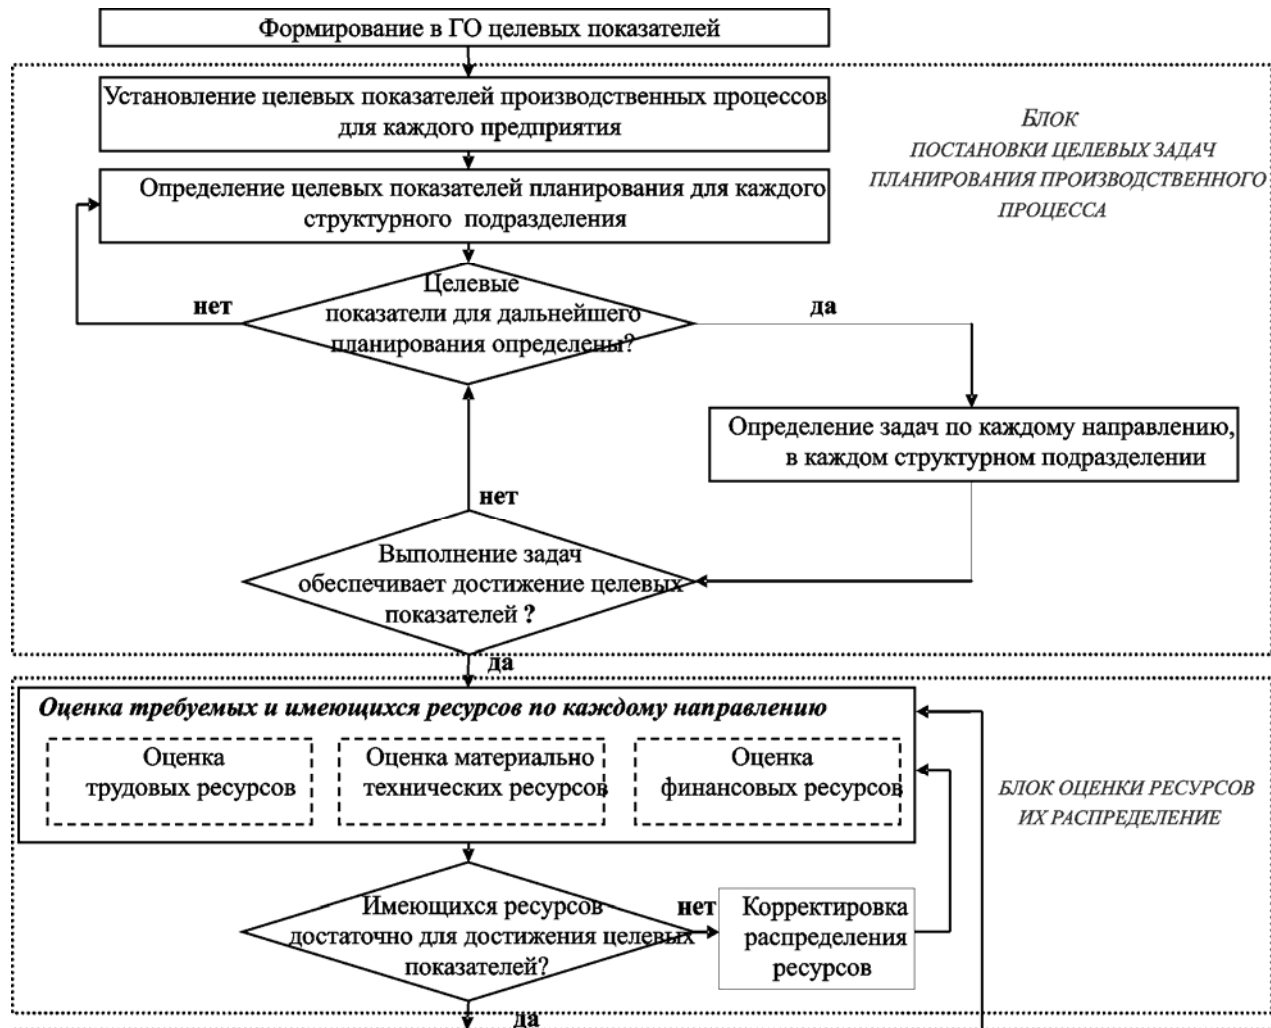 Формирование в ГО целевых показателей
Установление целевых показателей производственных процессов
для каждого предприятия
Блок
постановки целевых задач
планирования производственного
процесса
Определение целевых показателей планирования для каждого
структурного подразделения
Целевые
показатели для дальнейшего
планирования определены?
нет
да
Определение задач по каждому направлению,
в каждом структурном подразделении
нет
Выполнение задач
обеспечивает достижение целевых
показателей ?
да
Оценка требуемых и имеющихся ресурсов по каждому направлению
Оценка
трудовых ресурсов
Оценка материально
технических ресурсов
Оценка
финансовых ресурсов
БЛОК ОЦЕНКИ РЕСУРСОВ
ИХ РАСПРЕДЕЛЕНИЕ
Имеющихся ресурсов
достаточно для достижения целевых
показателей?
нет
Корректировка
распределения
ресурсов
да